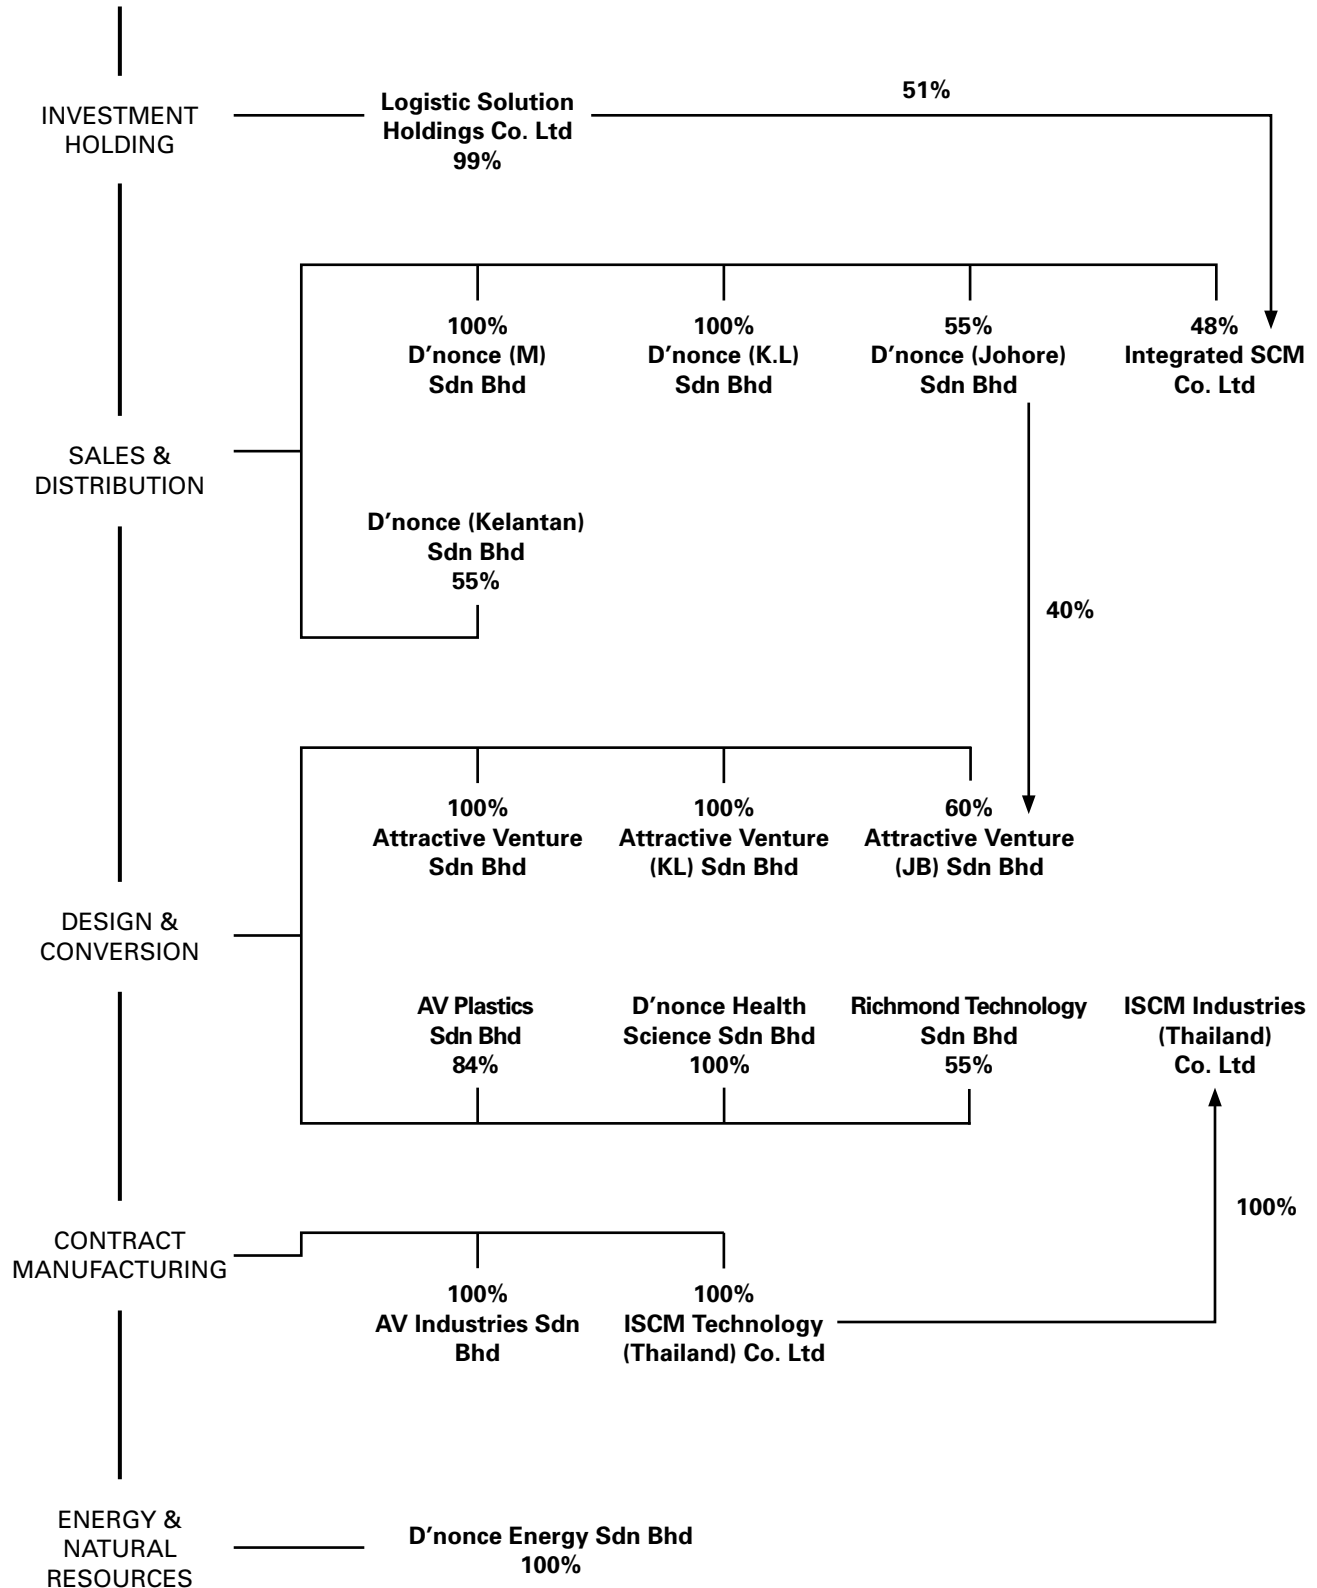 INVESTMENT
HOLDING
Logistic Solution
Holdings Co. Ltd
99%
51%
SALES &
DISTRIBUTION
100%
D’nonce (M)
Sdn Bhd
100%
D’nonce (K.L)
Sdn Bhd
55%
D’nonce (Johore)
Sdn Bhd
48%
Integrated SCM
Co. Ltd
D’nonce (Kelantan)
Sdn Bhd
55%
40%
DESIGN &
CONVERSION
100%
Attractive Venture
Sdn Bhd
100%
Attractive Venture
(KL) Sdn Bhd
60%
Attractive Venture
(JB) Sdn Bhd
AV Plastics
Sdn Bhd
84%
D’nonce Health
Science Sdn Bhd
100%
Richmond Technology
Sdn Bhd
55%
ISCM Industries
(Thailand)
Co. Ltd
100%
CONTRACT
MANUFACTURING
100%
AV Industries Sdn
Bhd
100%
ISCM Technology
(Thailand) Co. Ltd
ENERGY &
NATURAL
RESOURCES
D’nonce Energy Sdn Bhd
100%